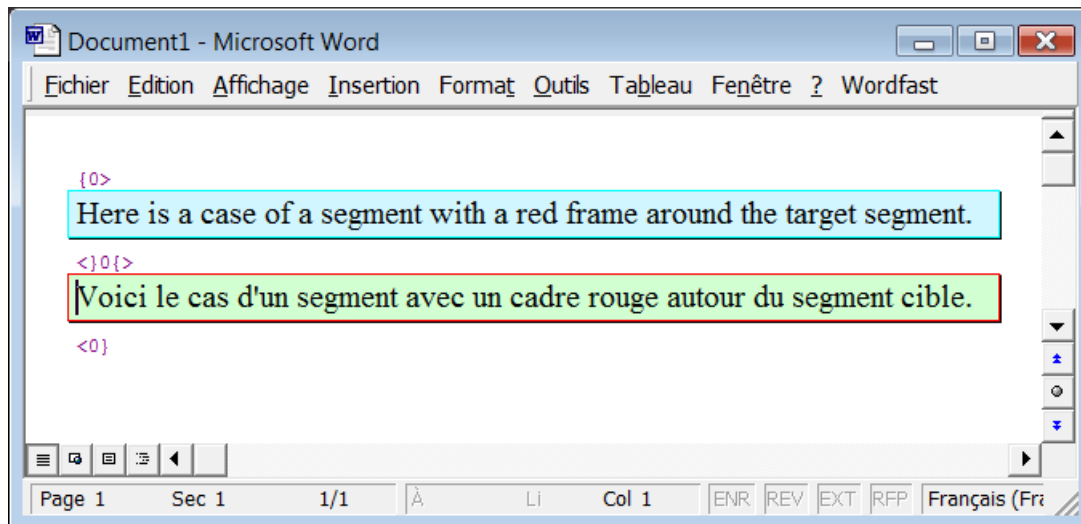 Document1 - Microsoft Word
Fichier Edition Affichage Insertion Format Outils Tableau Fenêtre ? Wordfast
{0>
Here is a case of a segment with a red frame around the target segment.
<}0{>
Voici le cas d'un segment avec un cadre rouge autour du segment cible.
<0}
Page 1 Sec 1 1/1 À Li Col 1 ENR REV EXT RFP Français (Fra